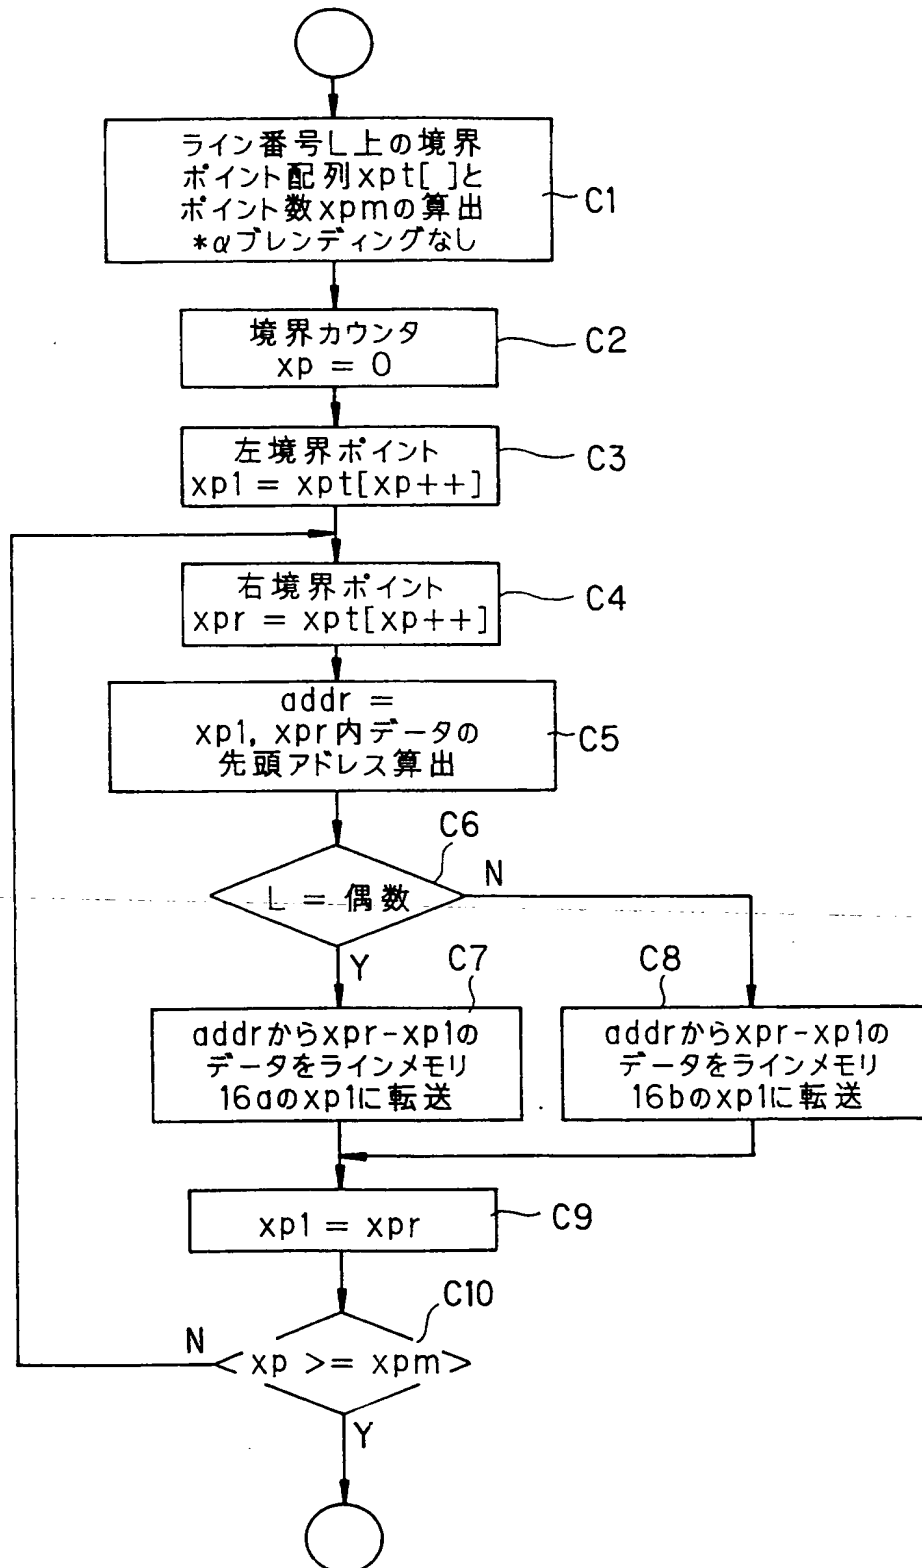 ライン番号L上の境界
ポイント配列xpt[ ]と
ポイント数xpmの算出
*αブレンディングなし
C1
境界カウンタ
xp = 0
C2
左境界ポイント
xp1 = xpt[xp++]
C3
右境界ポイント
xpr = xpt[xp++]
C4
addr =
xp1, xpr内データの
先頭アドレス算出
C5
C6
L = 偶数
N
Y
C7
addrからxpr-xp1の
データをラインメモリ
16aのxp1に転送
C8
addrからxpr-xp1の
データをラインメモリ
16bのxp1に転送
xp1 = xpr
C9
C10
N
xp >= xpm
Y